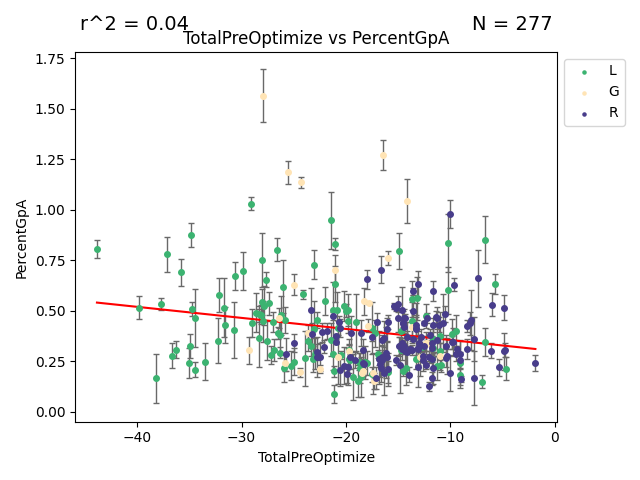 r^2 = 0.04
N = 277
TotalPreOptimize vs PercentGpA
1.75
1.50
1.25
1.00
0.75
0.50
0.25
0.00
PercentGpA
−40
−30
−20
−10
0
TotalPreOptimize
L
G
R